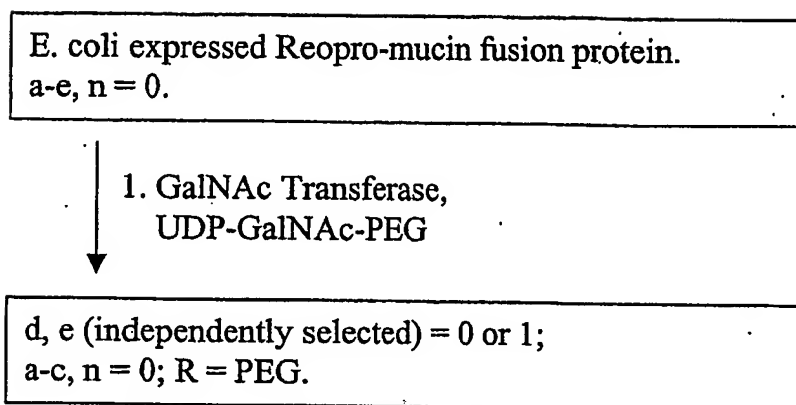 E. coli expressed Reopro-mucin fusion protein.
a-e, n = 0.
1. GalNAc Transferase,
UDP-GalNAc-PEG
d, e (independently selected) = 0 or 1;
a-c, n = 0; R = PEG.